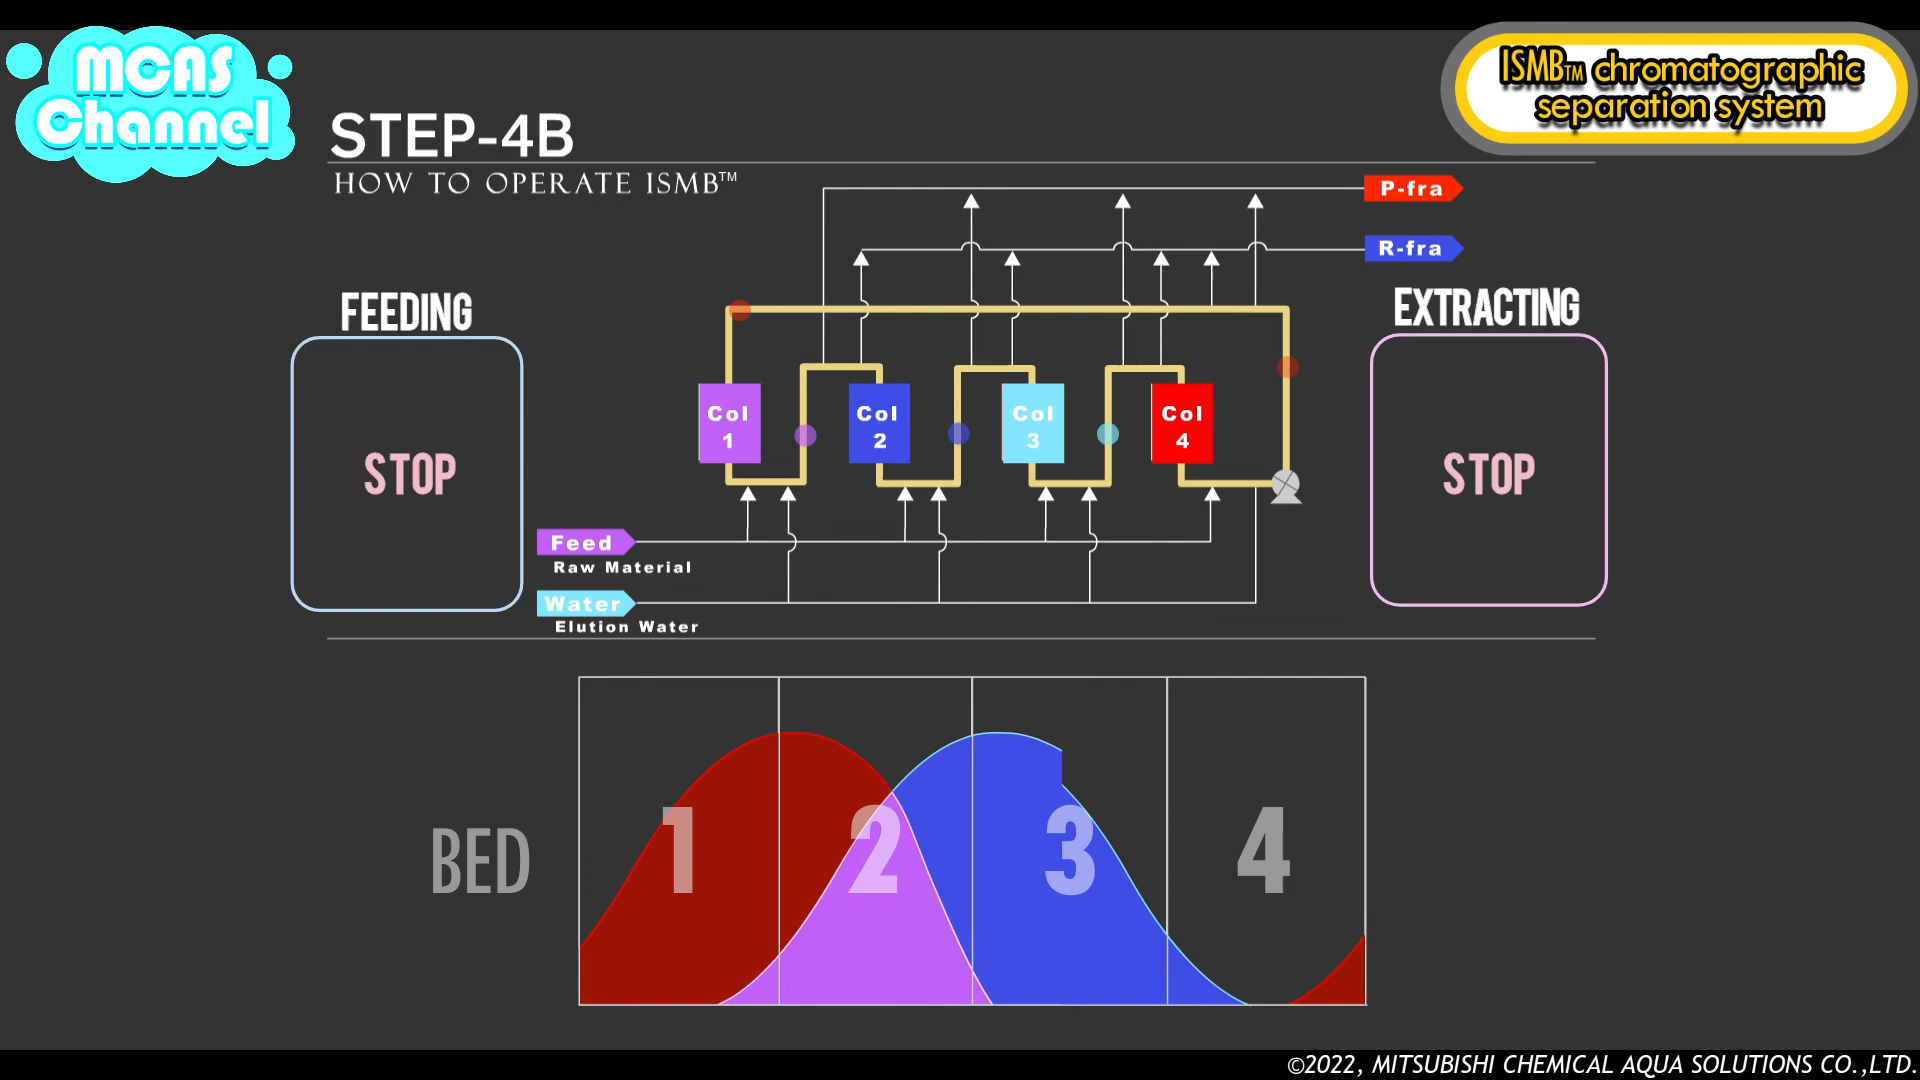 MCAS
Channel
ISMB™ chromatographic
separation system
STEP-4B
HOW TO OPERATE ISMB™
P-fra
R-fra
FEEDING
EXTRACTING
STOP
STOP
Col
1
Col
2
Col
3
Col
4
Feed
Raw Material
Water
Elution Water
BED
1
2
3
4
©2022, MITSUBISHI CHEMICAL AQUA SOLUTIONS CO.,LTD.